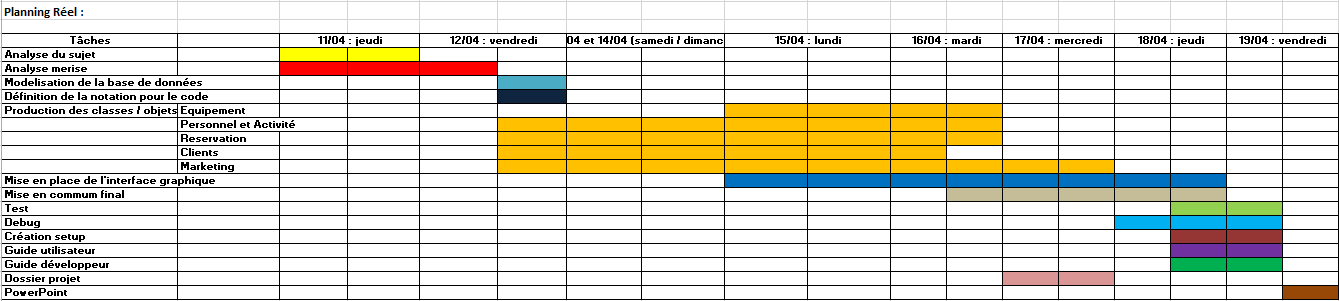 Planning Réel :
Tâches 11/04 : jeudi 12/04 : vendredi 04 et 14/04 (samedi / dimanc 15/04 : lundi 16/04 : mardi 17/04 : mercredi 18/04 : jeudi 19/04 : vendredi
Analyse du sujet
Analyse merise
Modelisation de la base de données
Définition de la notation pour le code
Production des classes / objets Equipement
Personnel et Activité
Reservation
Clients
Marketing
Mise en place de l'interface graphique
Mise en commum final
Test
Debug
Création setup
Guide utilisateur
Guide développeur
Dossier projet
PowerPoint